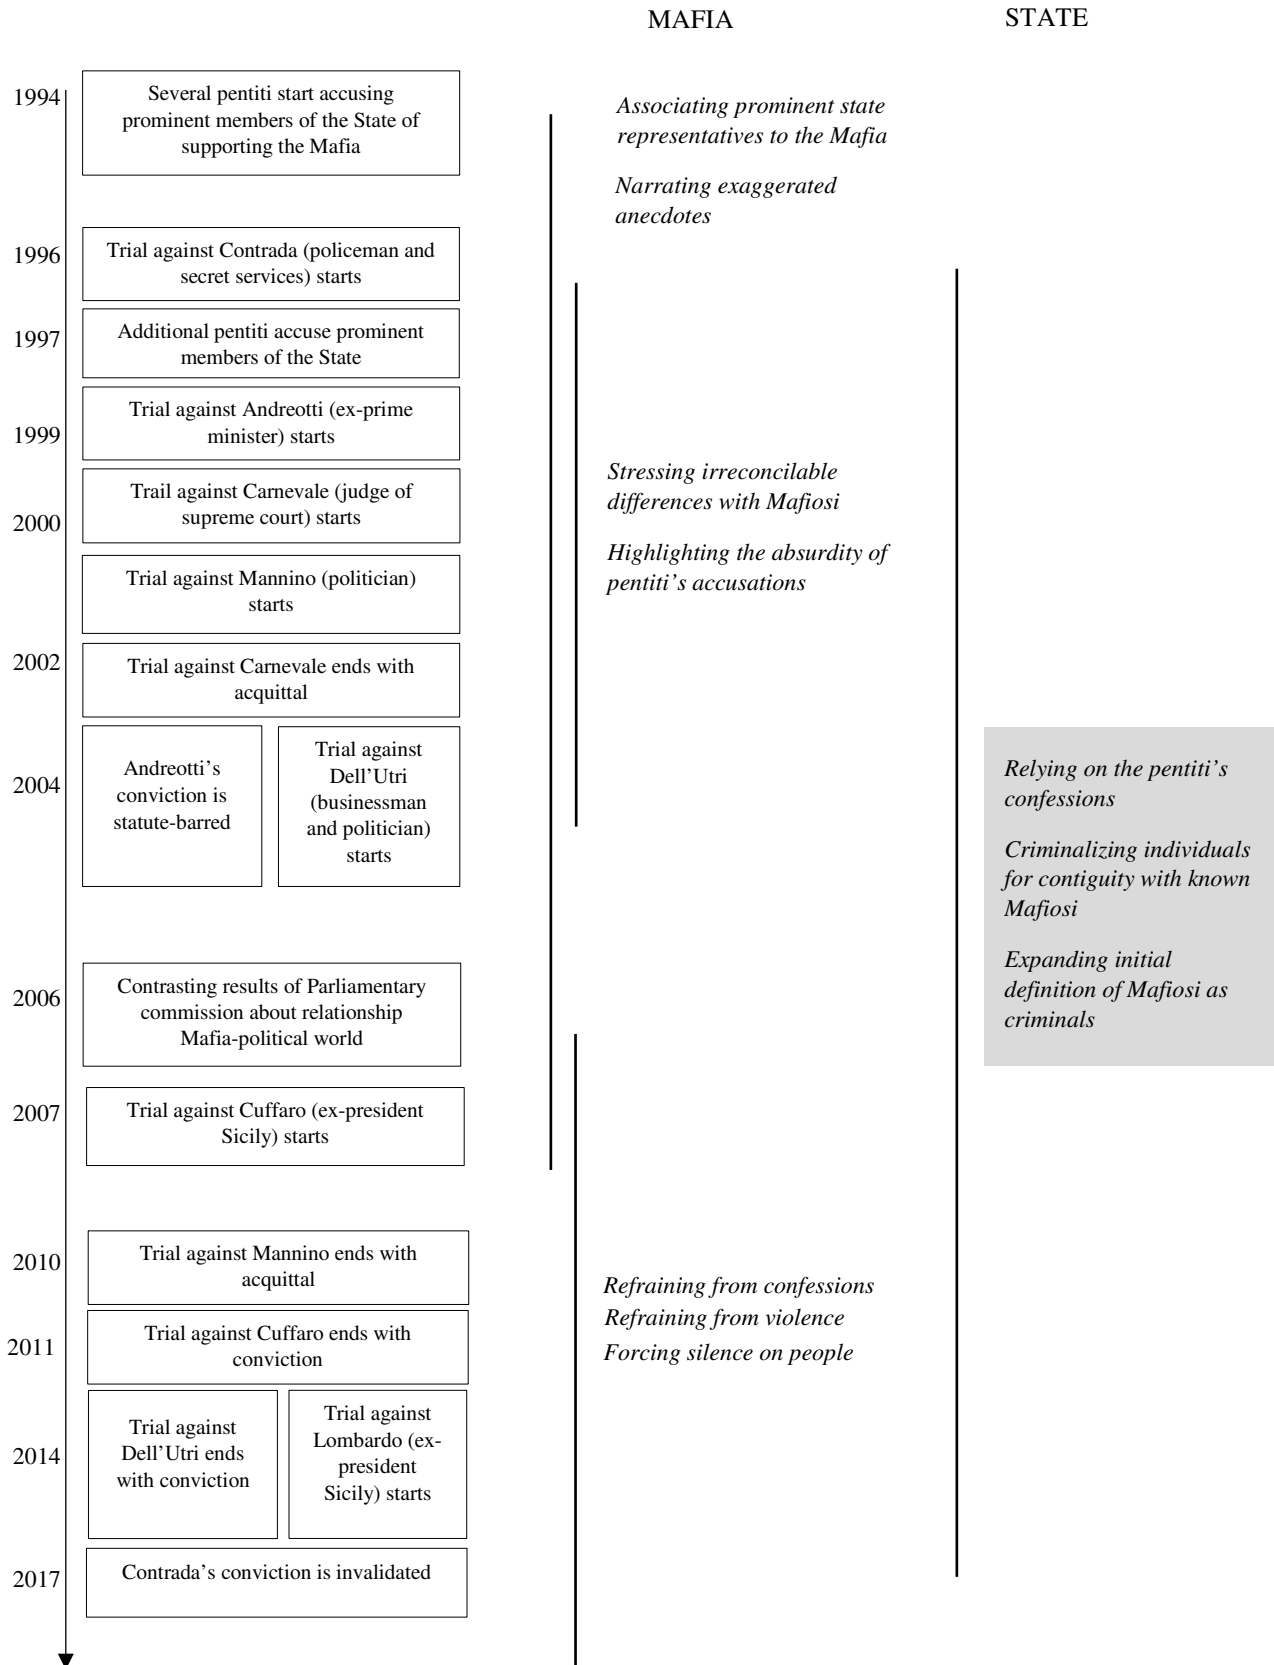 MAFIA
STATE
1994
Several pentiti start accusing
prominent members of the State of
supporting the Mafia
Associating prominent state
representatives to the Mafia
Narrating exaggerated
anecdotes
1996
Trial against Contrada (policeman and
secret services) starts
1997
Additional pentiti accuse prominent
members of the State
1999
Trial against Andreotti (ex-prime
minister) starts
2000
Trail against Carnevale (judge of
supreme court) starts
Stressing irreconcilable
differences with Mafiosi
Highlighting the absurdity of
pentiti's accusations
Trial against Mannino (politician)
starts
2002
Trial against Carnevale ends with
acquittal
2004
Andreotti's
conviction is
statute-barred
Trial against
Dell'Utri
(businessman
and politician)
starts
Relying on the pentiti's
confessions
Criminalizing individuals
for contiguity with known
Mafiosi
Expanding initial
definition of Mafiosi as
criminals
2006
Contrasting results of Parliamentary
commission about relationship
Mafia-political world
2007
Trial against Cuffaro (ex-president
Sicily) starts
2010
Trial against Mannino ends with
acquittal
Refraining from confessions
Refraining from violence
Forcing silence on people
2011
Trial against Cuffaro ends with
conviction
2014
Trial against
Dell'Utri ends
with conviction
Trial against
Lombardo (ex-
president
Sicily) starts
2017
Contrada's conviction is invalidated